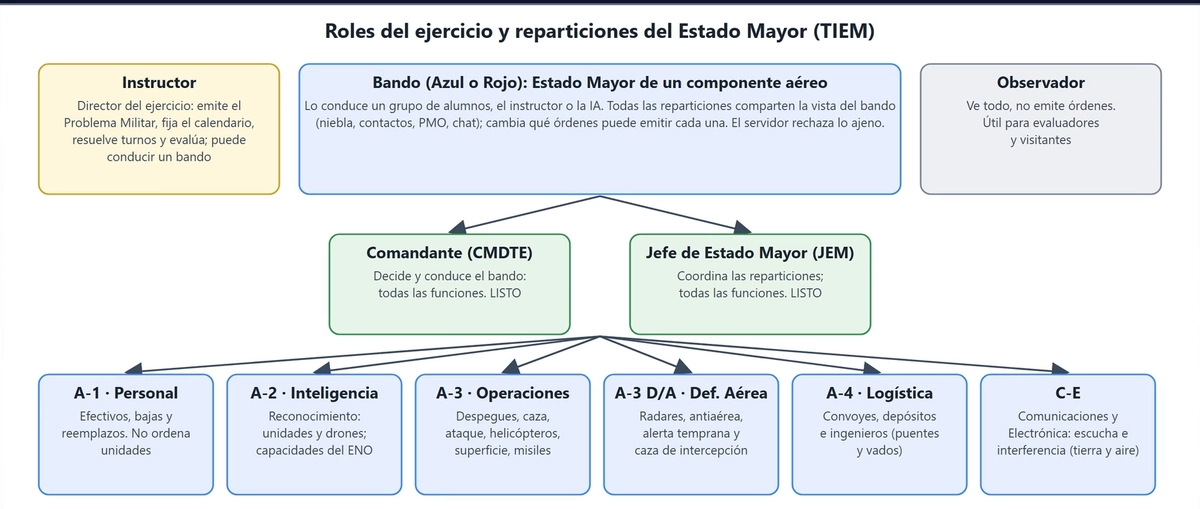 Roles del ejercicio y reparticiones del Estado Mayor (TIEM)
Instructor
Director del ejercicio: emite el
Problema Militar, fija el calendario,
resuelve turnos y evalúa; puede
conducir un bando
Bando (Azul o Rojo): Estado Mayor de un componente aéreo
Lo conduce un grupo de alumnos, el instructor o la IA. Todas las reparticiones comparten la vista del bando
(niebla, contactos, PMO, chat); cambia qué órdenes puede emitir cada una. El servidor rechaza lo ajeno.
Observador
Ve todo, no emite órdenes.
Útil para evaluadores
y visitantes
Comandante (CMDTE)
Decide y conduce el bando:
todas las funciones. LISTO
Jefe de Estado Mayor (JEM)
Coordina las reparticiones;
todas las funciones. LISTO
A-1 · Personal
Efectivos, bajas y
reemplazos. No ordena
unidades
A-2 · Inteligencia
Reconocimiento:
unidades y drones;
capacidades del ENO
A-3 · Operaciones
Despegues, caza,
ataque, helicópteros,
superficie, misiles
A-3 D/A · Def. Aérea
Radares, antiaérea,
alerta temprana y
caza de intercepción
A-4 · Logística
Convoyes, depósitos
e ingenieros (puentes
y vados)
C-E
Comunicaciones y
Electrónica: escucha e
interferencia (tierra y aire)